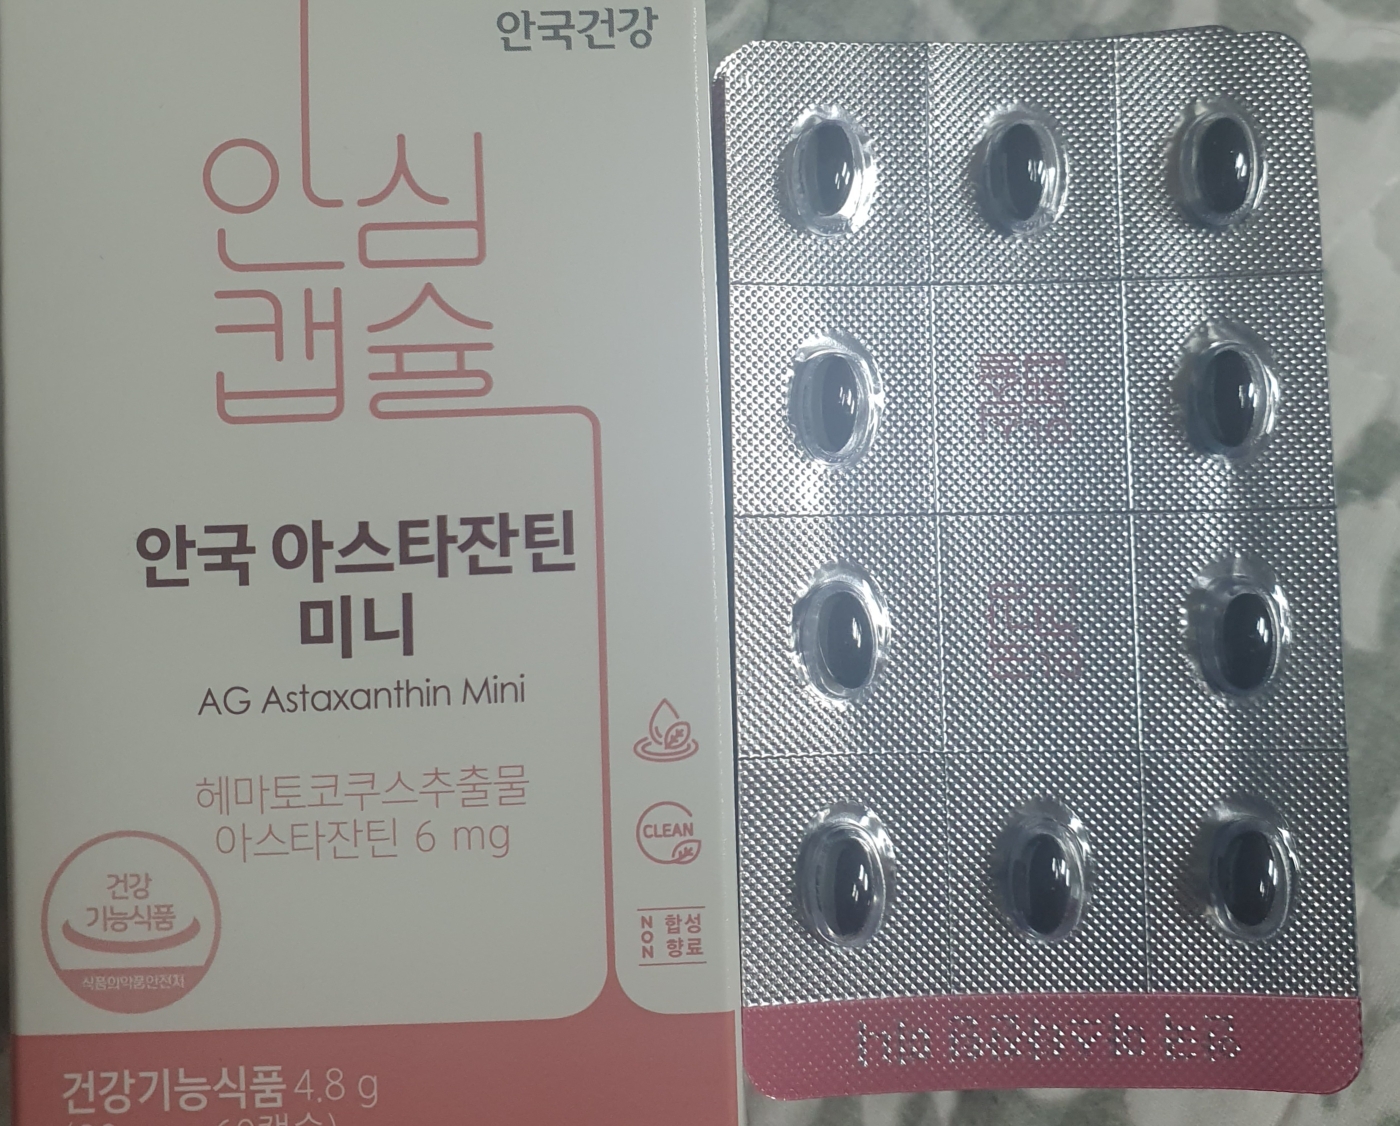 안국건강
안심
캡슐
안국 아스타잔틴
미니
AG Astaxanthin Mini
헤마토코쿠스추출물
아스타잔틴 6 mg
CLEAN
NON
합성
향료
건강
기능식품
식품의약품안전처
건강기능식품 4.8 g